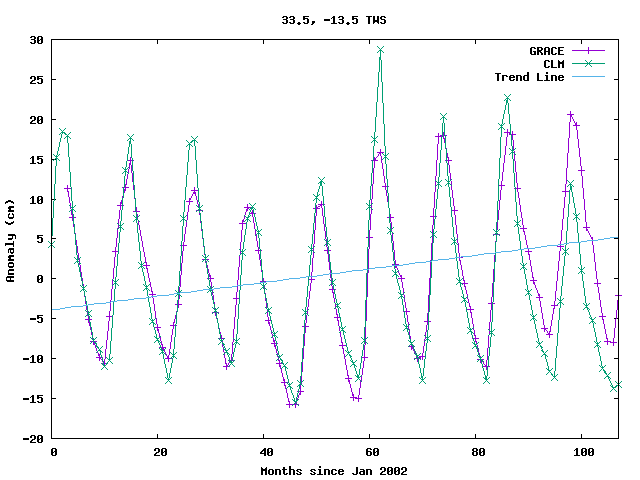 33.5, -13.5 TWS
GRACE
CLM
Trend Line
30
25
20
15
10
5
0
-5
-10
-15
-20
Anomaly (cm)
0 20 40 60 80 100
Months since Jan 2002